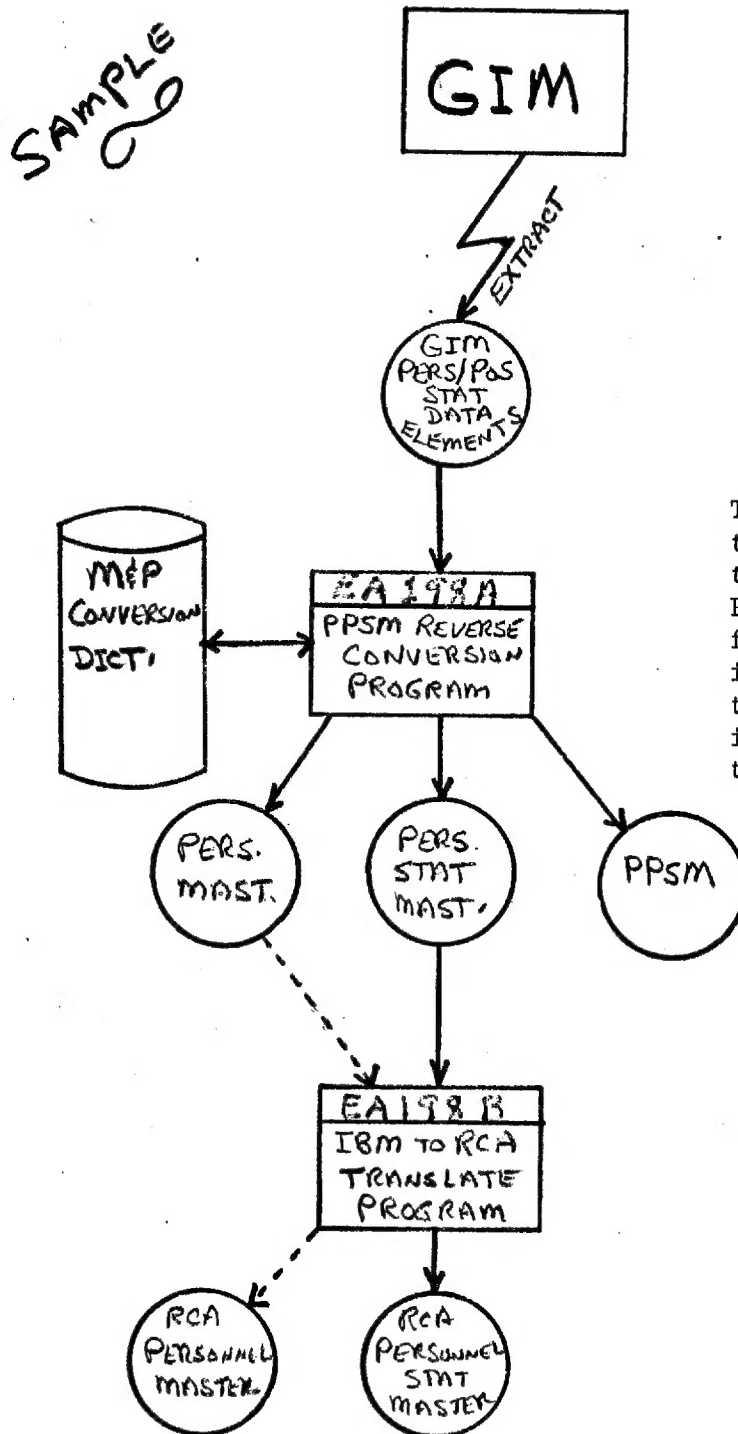 SAMPLE
GIM
EXTRACT
GIM
PERS/POS
STAT
DATA
ELEMENTS
M&P
CONVERSION
DICT.
EA198A
PPSM REVERSE
CONVERSION
PROGRAM
PERS.
MAST.
PERS.
STAT
MAST.
PPSM
EA198B
IBM TO RCA
TRANSLATE
PROGRAM
RCA
PERSONNEL
MASTER.
RCA
PERSONNEL
STAT
MASTER